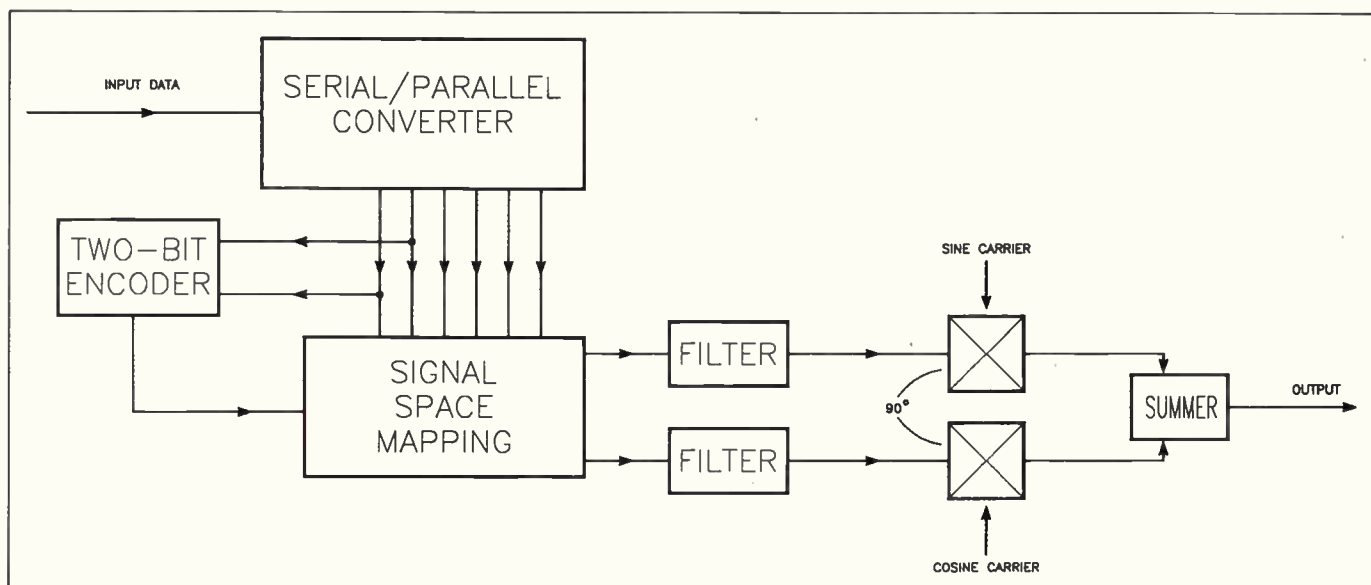 INPUT DATA
SERIAL/PARALLEL
CONVERTER
TWO-BIT
ENCODER
SIGNAL
SPACE
MAPPING
FILTER
FILTER
SINE CARRIER
90°
COSINE CARRIER
SUMMER
OUTPUT